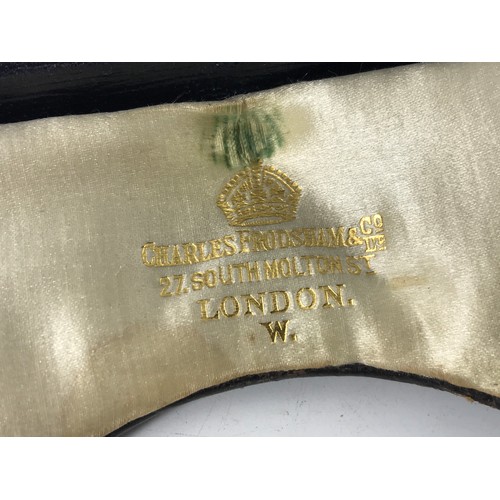 CHARLES FRODSHAM & CO LTD
27. SOUTH MOLTON ST
LONDON.
W.